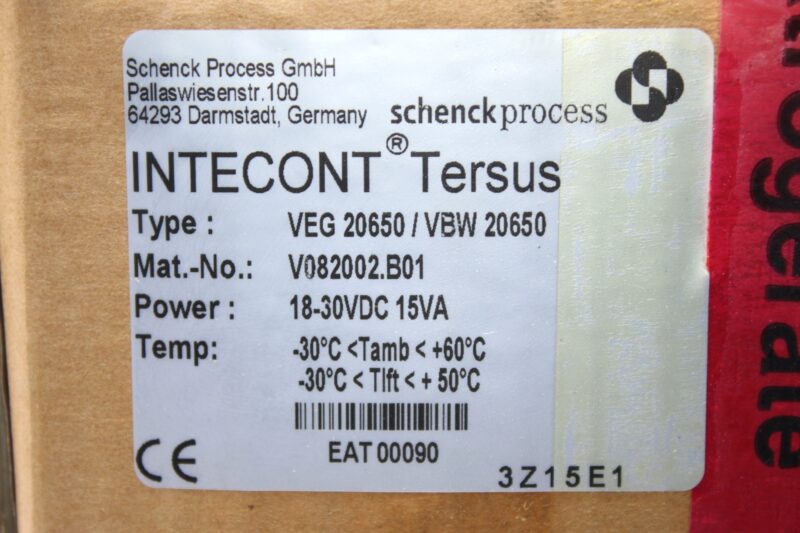 Schenck Process GmbH
Pallaswiesenstr.100
64293 Darmstadt, Germany
schenckprocess
INTECONT® Tersus
Type : VEG 20650 / VBW 20650
Mat.-No.: V082002.B01
Power : 18-30VDC 15VA
Temp: -30°C <Tamb < +60°C
-30°C < Tlft < + 50°C
EAT 00090
CE
3Z15E1